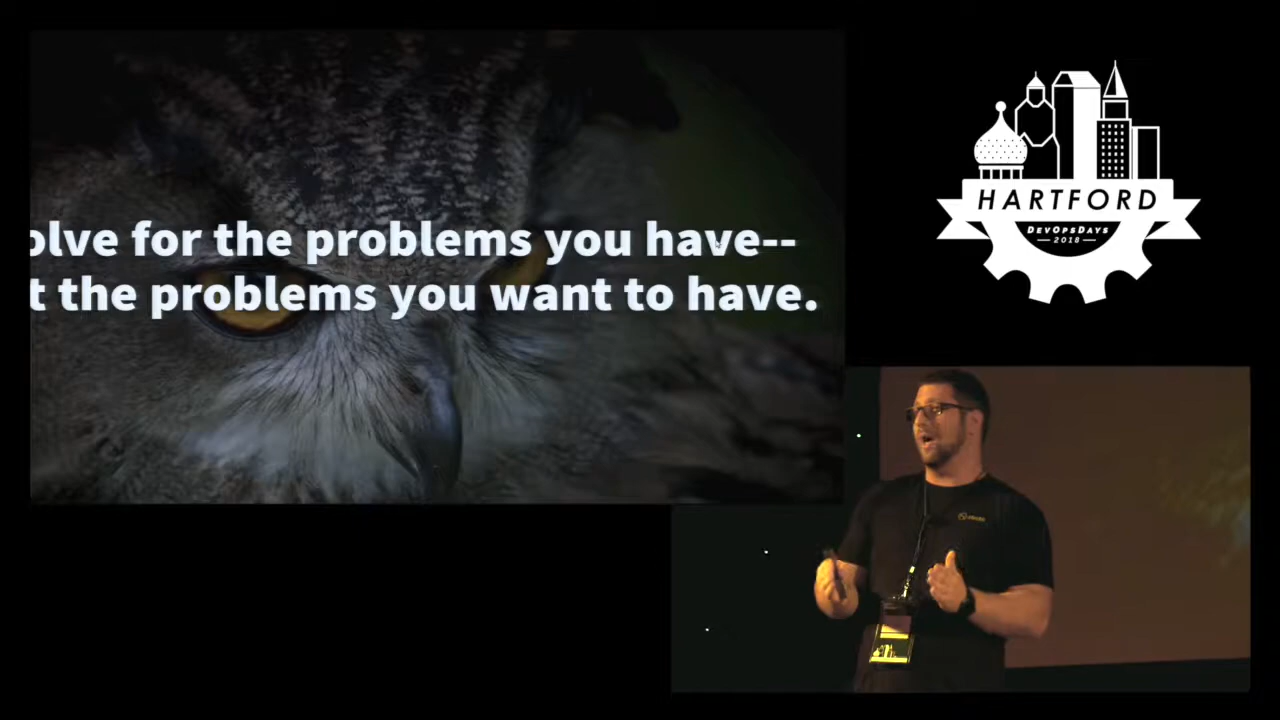 olve for the problems you have--
t the problems you want to have.
HARTFORD
DEVOPSDAYS
2018